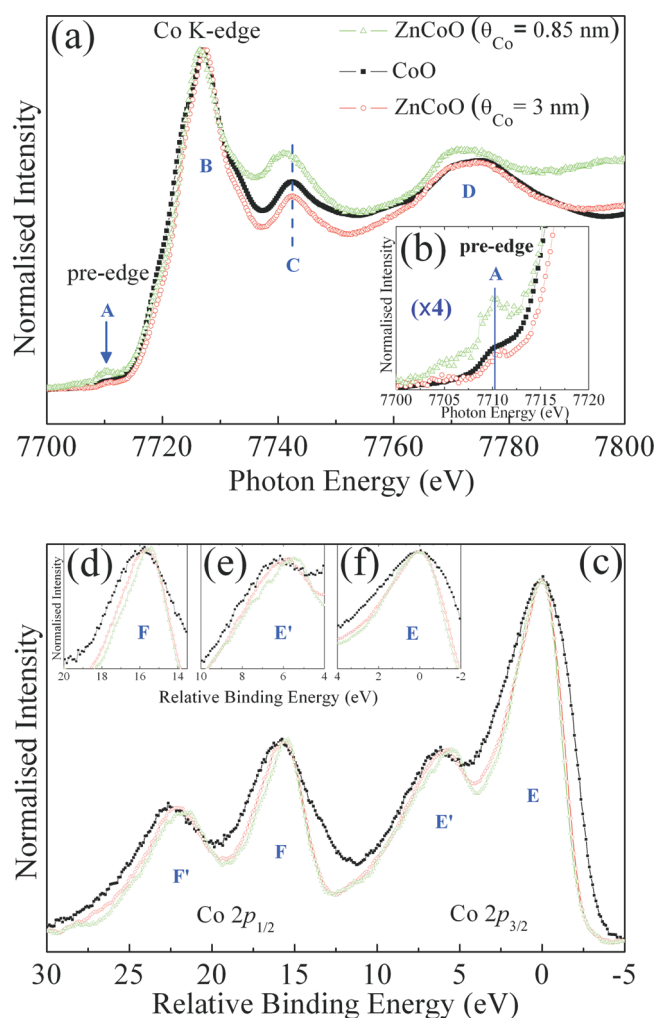 (a)
Co K-edge
ZnCoO (θCo = 0.85 nm)
CoO
ZnCoO (θCo = 3 nm)
Normalised Intensity
pre-edge
A
B
C
D
(b)
pre-edge
A
(×4)
Normalised Intensity
7700 7705 7710 7715 7720
Photon Energy (eV)
7700 7720 7740 7760 7780 7800
Photon Energy (eV)
(d)
(e)
(f)
(c)
Normalised Intensity
F
E'
E
20 18 16 14
10 8 6 4
4 2 0 -2
Relative Binding Energy (eV)
Normalised Intensity
F'
F
E'
E
Co 2p1/2
Co 2p3/2
30 25 20 15 10 5 0 -5
Relative Binding Energy (eV)